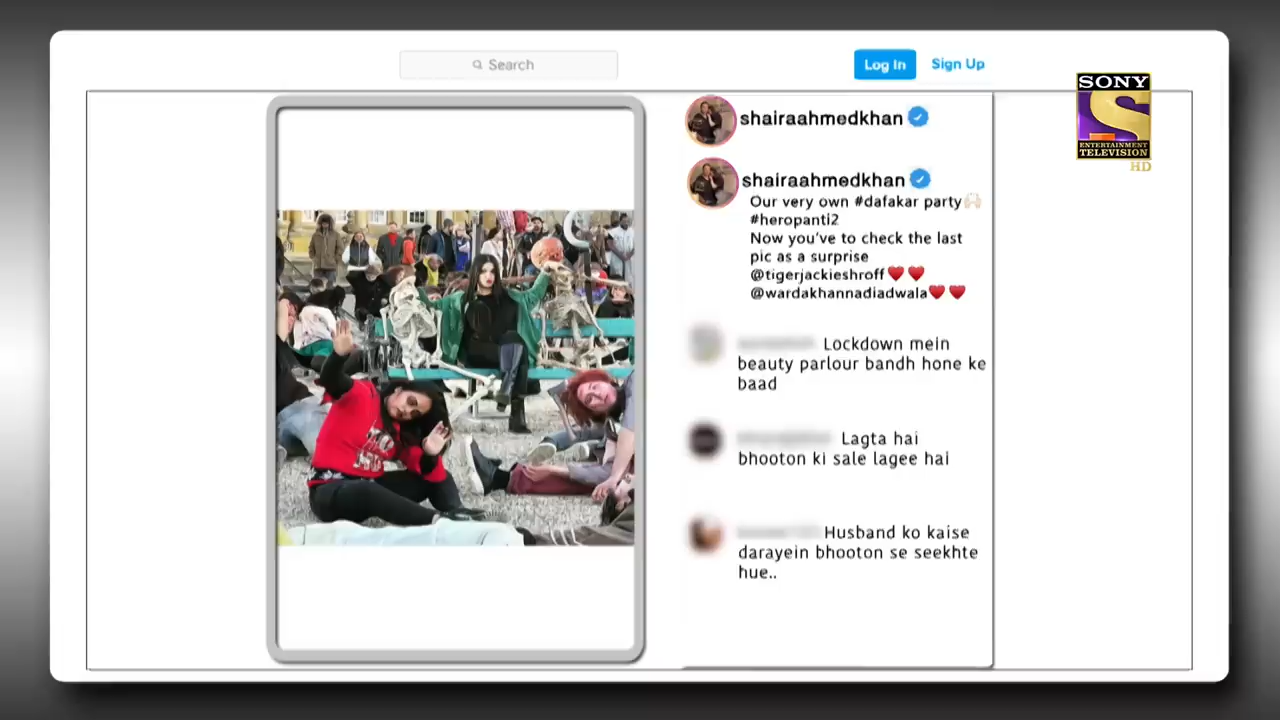 Search
Log In
Sign Up
SONY
ENTERTAINMENT
TELEVISION
HD
shairaahmedkhan
shairaahmedkhan
Our very own #dafakar party
#heropanti2
Now you've to check the last
pic as a surprise
@tigerjackieshroff
@wardakhannadiadwala
Lockdown mein
beauty parlour bandh hone ke
baad
Lagta hai
bhooton ki sale lagee hai
Husband ko kaise
darayein bhooton se seekhte
hue..